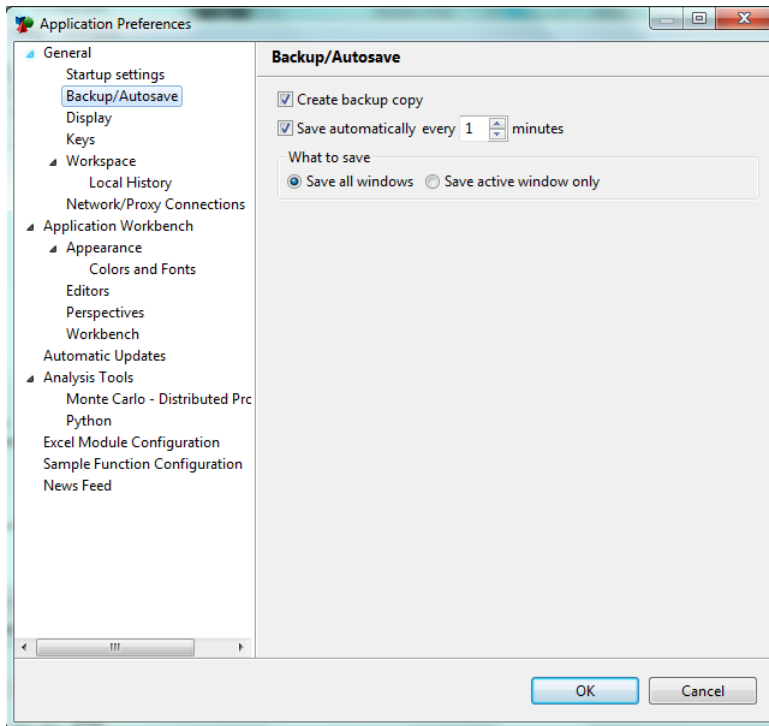 Application Preferences
General
Startup settings
Backup/Autosave
Display
Keys
Workspace
Local History
Network/Proxy Connections
Application Workbench
Appearance
Colors and Fonts
Editors
Perspectives
Workbench
Automatic Updates
Analysis Tools
Monte Carlo - Distributed Prc
Python
Excel Module Configuration
Sample Function Configuration
News Feed
Backup/Autosave
Create backup copy
Save automatically every 1 minutes
What to save
Save all windows Save active window only
OK Cancel